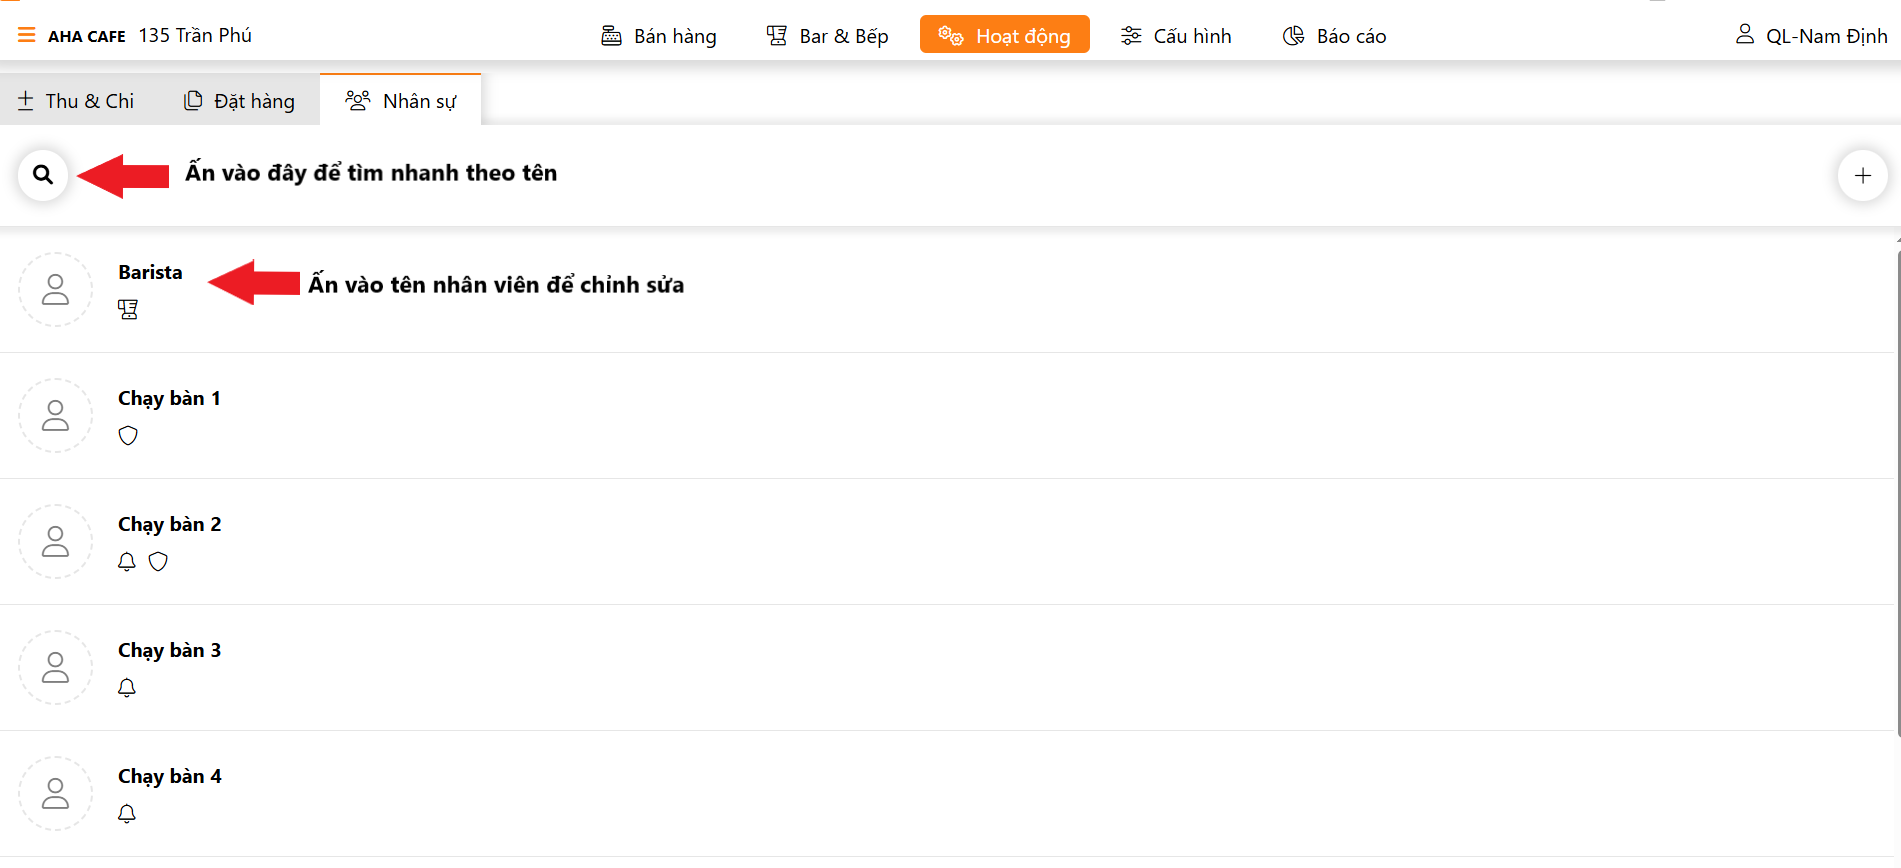 AHA CAFE 135 Trần Phú Bán hàng Bar & Bếp Hoạt động Cấu hình Báo cáo QL-Nam Định
Thu & Chi Đặt hàng Nhân sự
Ấn vào đây để tìm nhanh theo tên
Barista
Ấn vào tên nhân viên để chỉnh sửa
Chạy bàn 1
Chạy bàn 2
Chạy bàn 3
Chạy bàn 4